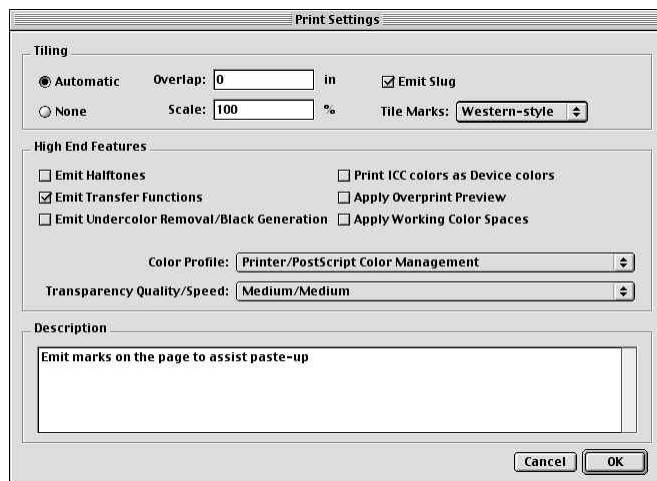 Print Settings
Tiling
Automatic Overlap: 0 in Emit Slug
None Scale: 100 % Tile Marks: Western-style
High End Features
Emit Halftones Print ICC colors as Device colors
Emit Transfer Functions Apply Overprint Preview
Emit Undercolor Removal/Black Generation Apply Working Color Spaces
Color Profile: Printer/PostScript Color Management
Transparency Quality/Speed: Medium/Medium
Description
Emit marks on the page to assist paste-up
Cancel OK